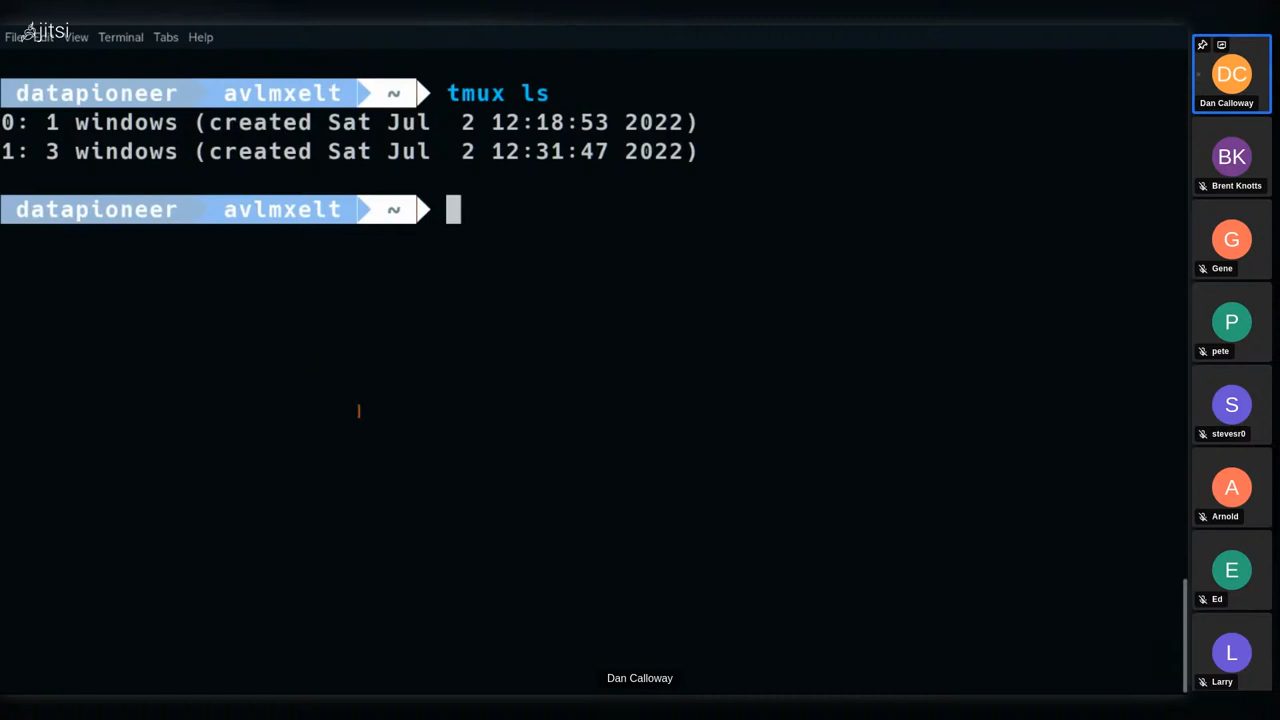 jitsi
File Edit View Terminal Tabs Help
datapioneer avlmxelt ~ tmux ls
0: 1 windows (created Sat Jul  2 12:18:53 2022)
1: 3 windows (created Sat Jul  2 12:31:47 2022)
datapioneer avlmxelt ~
Dan Calloway
DC
Dan Calloway
BK
Brent Knotts
G
Gene
P
pete
S
stevesr0
A
Arnold
E
Ed
L
Larry